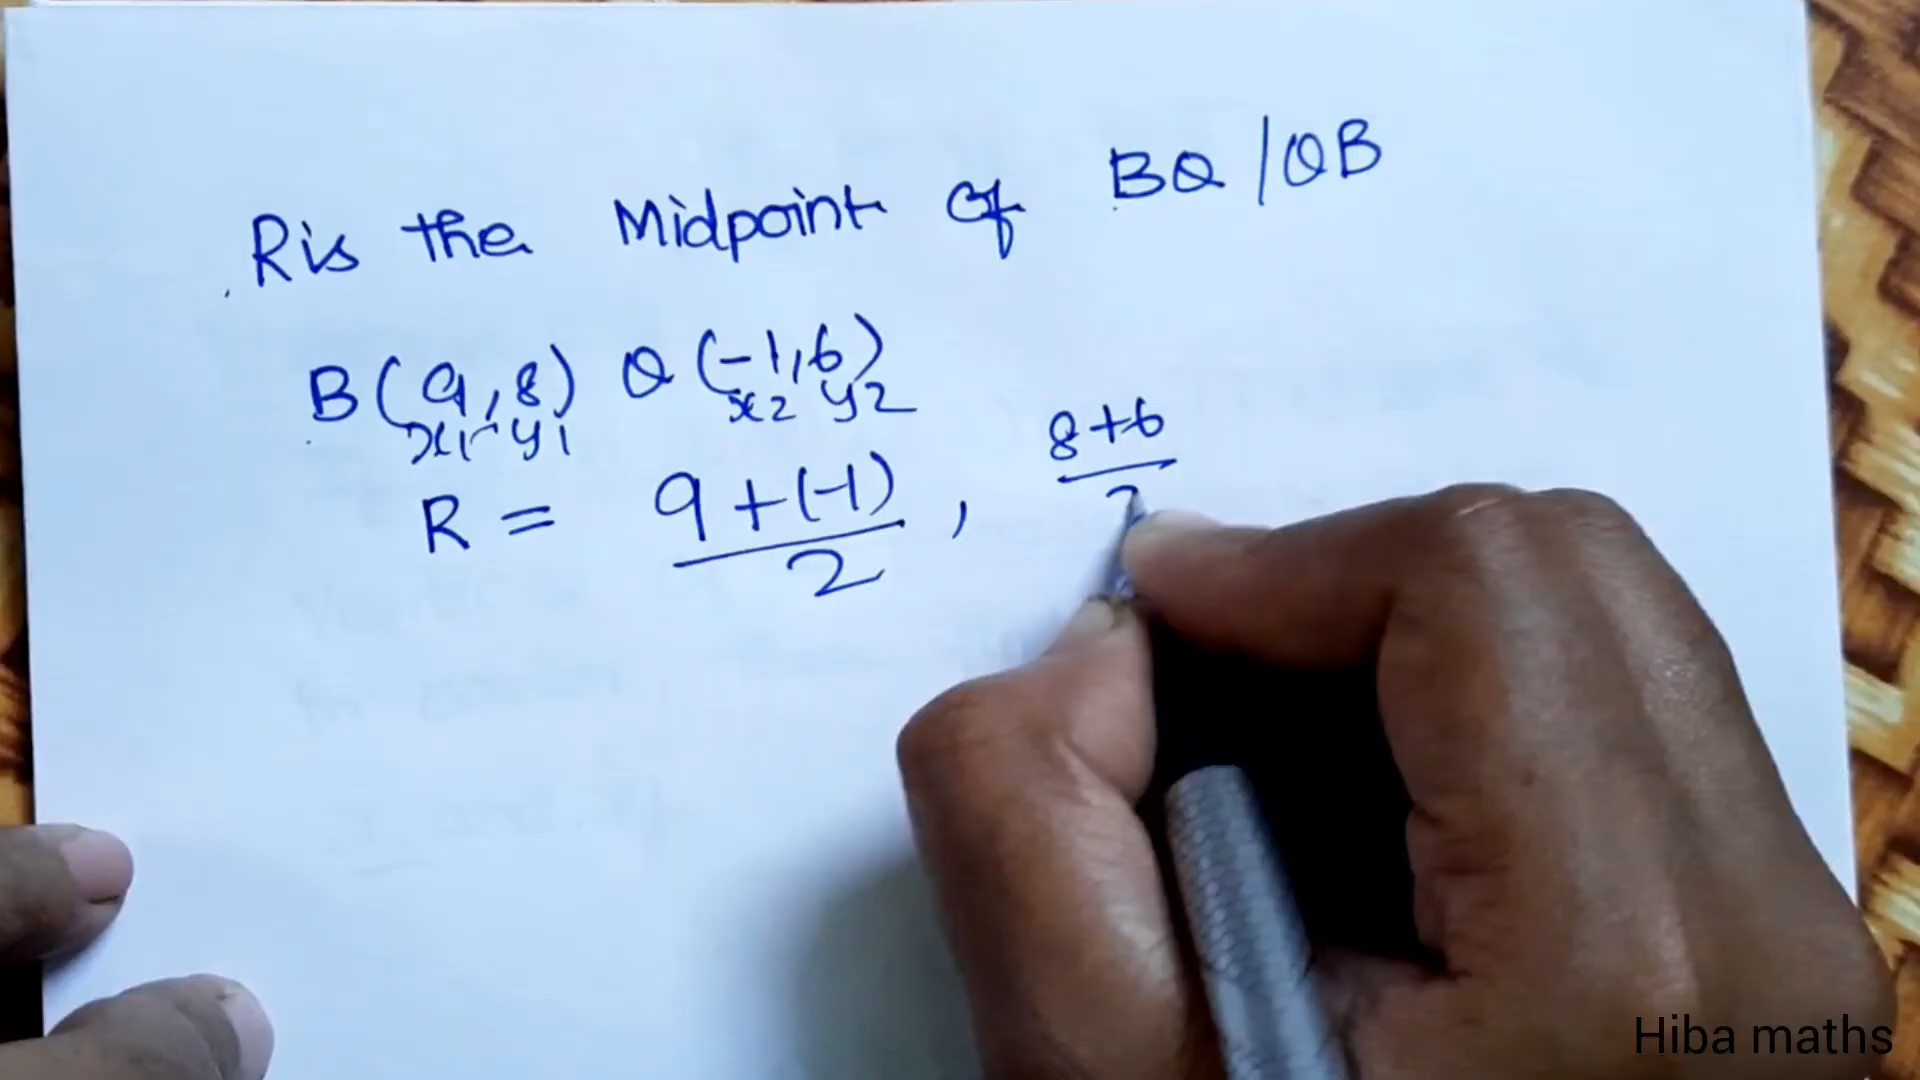 R is the Midpoint of BQ/QB
B(9,8) Q(-1,6)
x1 y1 x2 y2
R = 9+(-1)/2 , 8+6/2
Hiba maths